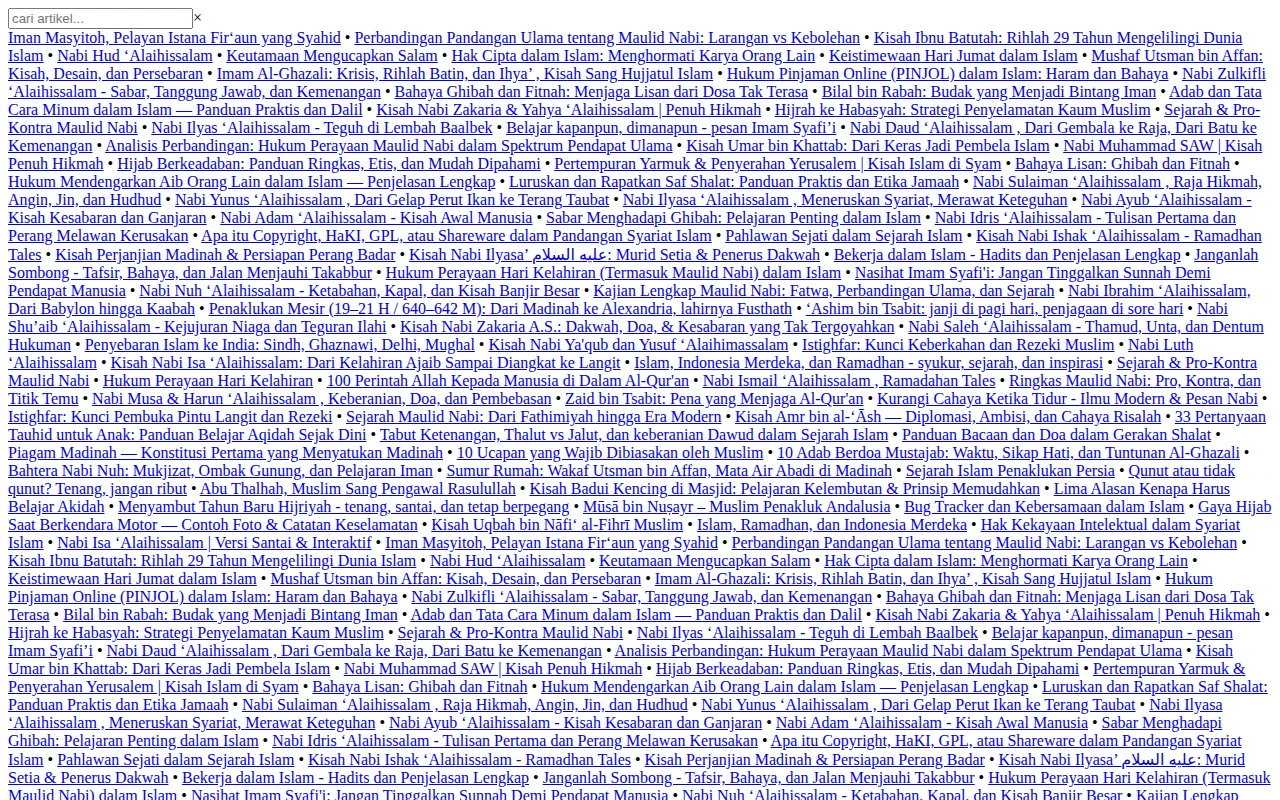 cari artikel... ×
Iman Masyitoh, Pelayan Istana Fir‘aun yang Syahid • Perbandingan Pandangan Ulama tentang Maulid Nabi: Larangan vs Kebolehan • Kisah Ibnu Batutah: Rihlah 29 Tahun Mengelilingi Dunia
Islam • Nabi Hud ‘Alaihissalam • Keutamaan Mengucapkan Salam • Hak Cipta dalam Islam: Menghormati Karya Orang Lain • Keistimewaan Hari Jumat dalam Islam • Mushaf Utsman bin Affan:
Kisah, Desain, dan Persebaran • Imam Al-Ghazali: Krisis, Rihlah Batin, dan Ihya’ , Kisah Sang Hujjatul Islam • Hukum Pinjaman Online (PINJOL) dalam Islam: Haram dan Bahaya • Nabi Zulkifli
‘Alaihissalam - Sabar, Tanggung Jawab, dan Kemenangan • Bahaya Ghibah dan Fitnah: Menjaga Lisan dari Dosa Tak Terasa • Bilal bin Rabah: Budak yang Menjadi Bintang Iman • Adab dan Tata
Cara Minum dalam Islam — Panduan Praktis dan Dalil • Kisah Nabi Zakaria & Yahya ‘Alaihissalam | Penuh Hikmah • Hijrah ke Habasyah: Strategi Penyelamatan Kaum Muslim • Sejarah & Pro-
Kontra Maulid Nabi • Nabi Ilyas ‘Alaihissalam - Teguh di Lembah Baalbek • Belajar kapanpun, dimanapun - pesan Imam Syafi’i • Nabi Daud ‘Alaihissalam , Dari Gembala ke Raja, Dari Batu ke
Kemenangan • Analisis Perbandingan: Hukum Perayaan Maulid Nabi dalam Spektrum Pendapat Ulama • Kisah Umar bin Khattab: Dari Keras Jadi Pembela Islam • Nabi Muhammad SAW | Kisah
Penuh Hikmah • Hijab Berkeadaban: Panduan Ringkas, Etis, dan Mudah Dipahami • Pertempuran Yarmuk & Penyerahan Yerusalem | Kisah Islam di Syam • Bahaya Lisan: Ghibah dan Fitnah •
Hukum Mendengarkan Aib Orang Lain dalam Islam — Penjelasan Lengkap • Luruskan dan Rapatkan Saf Shalat: Panduan Praktis dan Etika Jamaah • Nabi Sulaiman ‘Alaihissalam , Raja Hikmah,
Angin, Jin, dan Hudhud • Nabi Yunus ‘Alaihissalam , Dari Gelap Perut Ikan ke Terang Taubat • Nabi Ilyasa ‘Alaihissalam , Meneruskan Syariat, Merawat Keteguhan • Nabi Ayub ‘Alaihissalam -
Kisah Kesabaran dan Ganjaran • Nabi Adam ‘Alaihissalam - Kisah Awal Manusia • Sabar Menghadapi Ghibah: Pelajaran Penting dalam Islam • Nabi Idris ‘Alaihissalam - Tulisan Pertama dan
Perang Melawan Kerusakan • Apa itu Copyright, HaKI, GPL, atau Shareware dalam Pandangan Syariat Islam • Pahlawan Sejati dalam Sejarah Islam • Kisah Nabi Ishak ‘Alaihissalam - Ramadhan
Tales • Kisah Perjanjian Madinah & Persiapan Perang Badar • Kisah Nabi Ilyasa’ عليه السلام: Murid Setia & Penerus Dakwah • Bekerja dalam Islam - Hadits dan Penjelasan Lengkap • Janganlah
Sombong - Tafsir, Bahaya, dan Jalan Menjauhi Takabbur • Hukum Perayaan Hari Kelahiran (Termasuk Maulid Nabi) dalam Islam • Nasihat Imam Syafi'i: Jangan Tinggalkan Sunnah Demi
Pendapat Manusia • Nabi Nuh ‘Alaihissalam - Ketabahan, Kapal, dan Kisah Banjir Besar • Kajian Lengkap Maulid Nabi: Fatwa, Perbandingan Ulama, dan Sejarah • Nabi Ibrahim ‘Alaihissalam,
Dari Babylon hingga Kaabah • Penaklukan Mesir (19–21 H / 640–642 M): Dari Madinah ke Alexandria, lahirnya Fusthath • ‘Ashim bin Tsabit: janji di pagi hari, penjagaan di sore hari • Nabi
Shu’aib ‘Alaihissalam - Kejujuran Niaga dan Teguran Ilahi • Kisah Nabi Zakaria A.S.: Dakwah, Doa, & Kesabaran yang Tak Tergoyahkan • Nabi Saleh ‘Alaihissalam - Thamud, Unta, dan Dentum
Hukuman • Penyebaran Islam ke India: Sindh, Ghaznawi, Delhi, Mughal • Kisah Nabi Ya'qub dan Yusuf ‘Alaihimassalam • Istighfar: Kunci Keberkahan dan Rezeki Muslim • Nabi Luth
‘Alaihissalam • Kisah Nabi Isa ‘Alaihissalam: Dari Kelahiran Ajaib Sampai Diangkat ke Langit • Islam, Indonesia Merdeka, dan Ramadhan - syukur, sejarah, dan inspirasi • Sejarah & Pro-Kontra
Maulid Nabi • Hukum Perayaan Hari Kelahiran • 100 Perintah Allah Kepada Manusia di Dalam Al-Qur'an • Nabi Ismail ‘Alaihissalam , Ramadahan Tales • Ringkas Maulid Nabi: Pro, Kontra, dan
Titik Temu • Nabi Musa & Harun ‘Alaihissalam , Keberanian, Doa, dan Pembebasan • Zaid bin Tsabit: Pena yang Menjaga Al-Qur'an • Kurangi Cahaya Ketika Tidur - Ilmu Modern & Pesan Nabi •
Istighfar: Kunci Pembuka Pintu Langit dan Rezeki • Sejarah Maulid Nabi: Dari Fathimiyah hingga Era Modern • Kisah Amr bin al-‘Āsh — Diplomasi, Ambisi, dan Cahaya Risalah • 33 Pertanyaan
Tauhid untuk Anak: Panduan Belajar Aqidah Sejak Dini • Tabut Ketenangan, Thalut vs Jalut, dan keberanian Dawud dalam Sejarah Islam • Panduan Bacaan dan Doa dalam Gerakan Shalat •
Piagam Madinah — Konstitusi Pertama yang Menyatukan Madinah • 10 Ucapan yang Wajib Dibiasakan oleh Muslim • 10 Adab Berdoa Mustajab: Waktu, Sikap Hati, dan Tuntunan Al-Ghazali •
Bahtera Nabi Nuh: Mukjizat, Ombak Gunung, dan Pelajaran Iman • Sumur Rumah: Wakaf Utsman bin Affan, Mata Air Abadi di Madinah • Sejarah Islam Penaklukan Persia • Qunut atau tidak
qunut? Tenang, jangan ribut • Abu Thalhah, Muslim Sang Pengawal Rasulullah • Kisah Badui Kencing di Masjid: Pelajaran Kelembutan & Prinsip Memudahkan • Lima Alasan Kenapa Harus
Belajar Akidah • Menyambut Tahun Baru Hijriyah - tenang, santai, dan tetap berpegang • Mūsā bin Nuṣayr – Muslim Penakluk Andalusia • Bug Tracker dan Kebersamaan dalam Islam • Gaya Hijab
Saat Berkendara Motor — Contoh Foto & Catatan Keselamatan • Kisah Uqbah bin Nāfi‘ al-Fihrī Muslim • Islam, Ramadhan, dan Indonesia Merdeka • Hak Kekayaan Intelektual dalam Syariat
Islam • Nabi Isa ‘Alaihissalam | Versi Santai & Interaktif • Iman Masyitoh, Pelayan Istana Fir‘aun yang Syahid • Perbandingan Pandangan Ulama tentang Maulid Nabi: Larangan vs Kebolehan •
Kisah Ibnu Batutah: Rihlah 29 Tahun Mengelilingi Dunia Islam • Nabi Hud ‘Alaihissalam • Keutamaan Mengucapkan Salam • Hak Cipta dalam Islam: Menghormati Karya Orang Lain •
Keistimewaan Hari Jumat dalam Islam • Mushaf Utsman bin Affan: Kisah, Desain, dan Persebaran • Imam Al-Ghazali: Krisis, Rihlah Batin, dan Ihya’ , Kisah Sang Hujjatul Islam • Hukum
Pinjaman Online (PINJOL) dalam Islam: Haram dan Bahaya • Nabi Zulkifli ‘Alaihissalam - Sabar, Tanggung Jawab, dan Kemenangan • Bahaya Ghibah dan Fitnah: Menjaga Lisan dari Dosa Tak
Terasa • Bilal bin Rabah: Budak yang Menjadi Bintang Iman • Adab dan Tata Cara Minum dalam Islam — Panduan Praktis dan Dalil • Kisah Nabi Zakaria & Yahya ‘Alaihissalam | Penuh Hikmah •
Hijrah ke Habasyah: Strategi Penyelamatan Kaum Muslim • Sejarah & Pro-Kontra Maulid Nabi • Nabi Ilyas ‘Alaihissalam - Teguh di Lembah Baalbek • Belajar kapanpun, dimanapun - pesan
Imam Syafi’i • Nabi Daud ‘Alaihissalam , Dari Gembala ke Raja, Dari Batu ke Kemenangan • Analisis Perbandingan: Hukum Perayaan Maulid Nabi dalam Spektrum Pendapat Ulama • Kisah
Umar bin Khattab: Dari Keras Jadi Pembela Islam • Nabi Muhammad SAW | Kisah Penuh Hikmah • Hijab Berkeadaban: Panduan Ringkas, Etis, dan Mudah Dipahami • Pertempuran Yarmuk &
Penyerahan Yerusalem | Kisah Islam di Syam • Bahaya Lisan: Ghibah dan Fitnah • Hukum Mendengarkan Aib Orang Lain dalam Islam — Penjelasan Lengkap • Luruskan dan Rapatkan Saf Shalat:
Panduan Praktis dan Etika Jamaah • Nabi Sulaiman ‘Alaihissalam , Raja Hikmah, Angin, Jin, dan Hudhud • Nabi Yunus ‘Alaihissalam , Dari Gelap Perut Ikan ke Terang Taubat • Nabi Ilyasa
‘Alaihissalam , Meneruskan Syariat, Merawat Keteguhan • Nabi Ayub ‘Alaihissalam - Kisah Kesabaran dan Ganjaran • Nabi Adam ‘Alaihissalam - Kisah Awal Manusia • Sabar Menghadapi
Ghibah: Pelajaran Penting dalam Islam • Nabi Idris ‘Alaihissalam - Tulisan Pertama dan Perang Melawan Kerusakan • Apa itu Copyright, HaKI, GPL, atau Shareware dalam Pandangan Syariat
Islam • Pahlawan Sejati dalam Sejarah Islam • Kisah Nabi Ishak ‘Alaihissalam - Ramadhan Tales • Kisah Perjanjian Madinah & Persiapan Perang Badar • Kisah Nabi Ilyasa’ عليه السلام: Murid
Setia & Penerus Dakwah • Bekerja dalam Islam - Hadits dan Penjelasan Lengkap • Janganlah Sombong - Tafsir, Bahaya, dan Jalan Menjauhi Takabbur • Hukum Perayaan Hari Kelahiran (Termasuk
Maulid Nabi) dalam Islam • Nasihat Imam Syafi'i: Jangan Tinggalkan Sunnah Demi Pendapat Manusia • Nabi Nuh ‘Alaihissalam - Ketabahan, Kapal, dan Kisah Banjir Besar • Kajian Lengkap